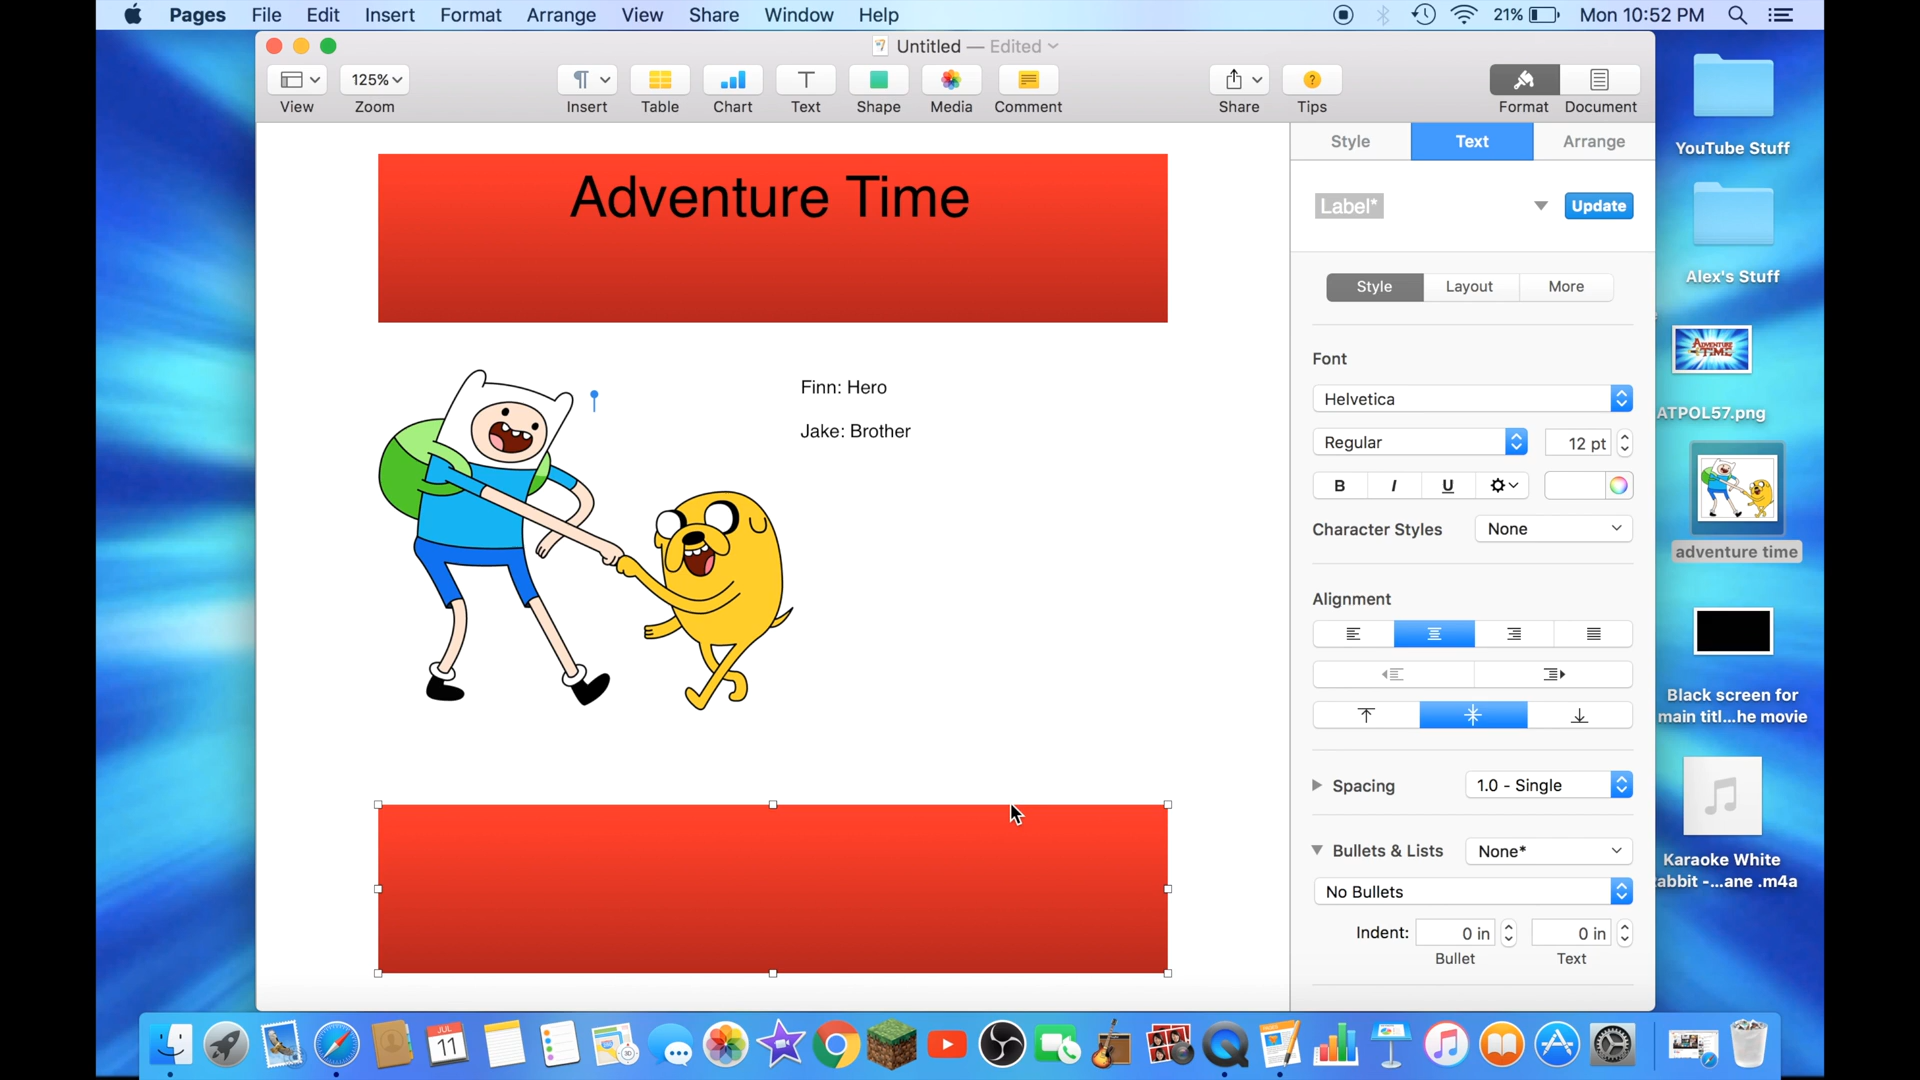 Pages File Edit Insert Format Arrange View Share Window Help 21% Mon 10:52 PM
Untitled — Edited
125%
View Zoom Insert Table Chart Text Shape Media Comment Share Tips Format Document
Style Text Arrange
Label* Update
Style Layout More
Font
Helvetica
Regular 12 pt
B I U
Character Styles None
Alignment
Spacing 1.0 - Single
Bullets & Lists None*
No Bullets
Indent: 0 in 0 in
Bullet Text
Adventure Time
Finn: Hero
Jake: Brother
YouTube Stuff
Alex's Stuff
ADVENTURE TIME
ATPOL57.png
adventure time
Black screen for
main titl...he movie
Karaoke White
abbit -...ane .m4a
JUL
11